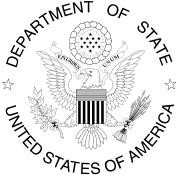 DEPARTMENT OF STATE
E PLURIBUS UNUM
UNITED STATES OF AMERICA